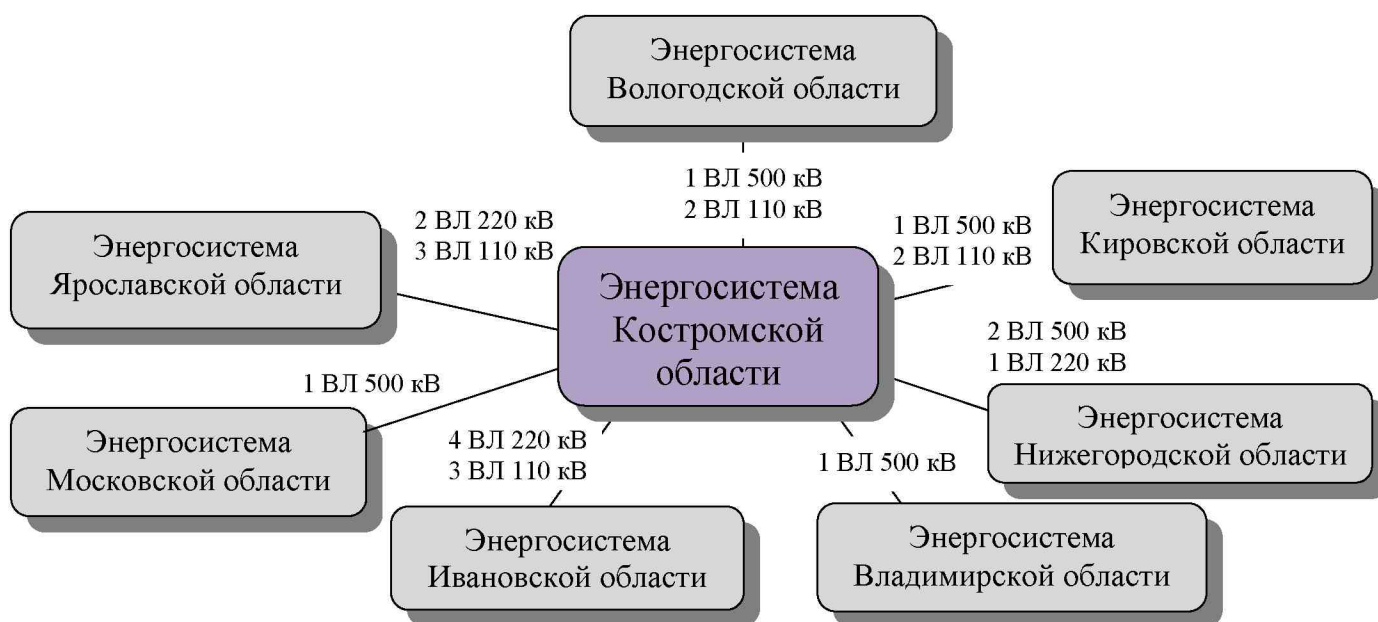 Энергосистема
Вологодской области
1 ВЛ 500 кВ
2 ВЛ 110 кВ
Энергосистема
Кировской области
1 ВЛ 500 кВ
2 ВЛ 110 кВ
2 ВЛ 220 кВ
3 ВЛ 110 кВ
Энергосистема
Ярославской области
Энергосистема
Костромской
области
2 ВЛ 500 кВ
1 ВЛ 220 кВ
1 ВЛ 500 кВ
Энергосистема
Московской области
Энергосистема
Нижегородской области
4 ВЛ 220 кВ
3 ВЛ 110 кВ
1 ВЛ 500 кВ
Энергосистема
Ивановской области
Энергосистема
Владимирской области